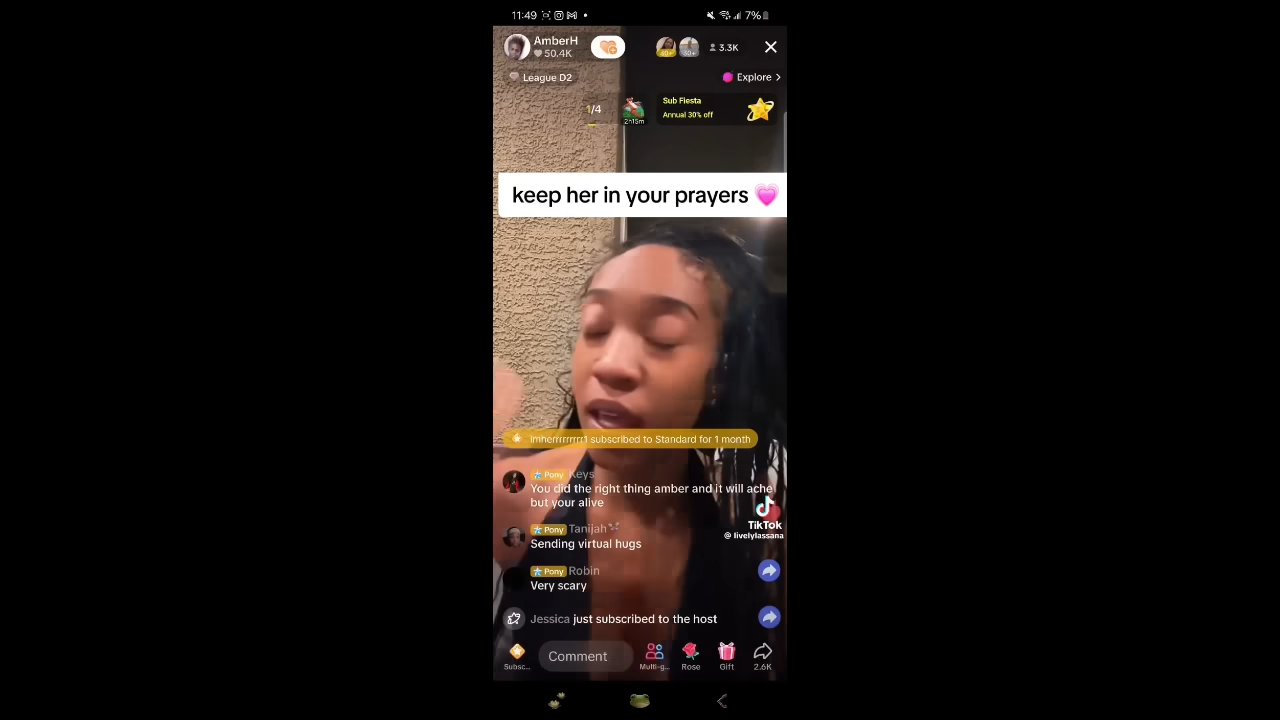 11:49
7%
AmberH
50.4K
40+
40+
3.3K
League D2
Explore >
1/4
2h15m
Sub Fiesta
Annual 30% off
keep her in your prayers
imherrrrrrrrr1 subscribed to Standard for 1 month
Pony Keys
You did the right thing amber and it will ache
but your alive
TikTok
@ livelylassana
Pony Tanijah
Sending virtual hugs
Pony Robin
Very scary
Jessica just subscribed to the host
Comment
Subsc...
Multi-g...
Rose
Gift
2.6K